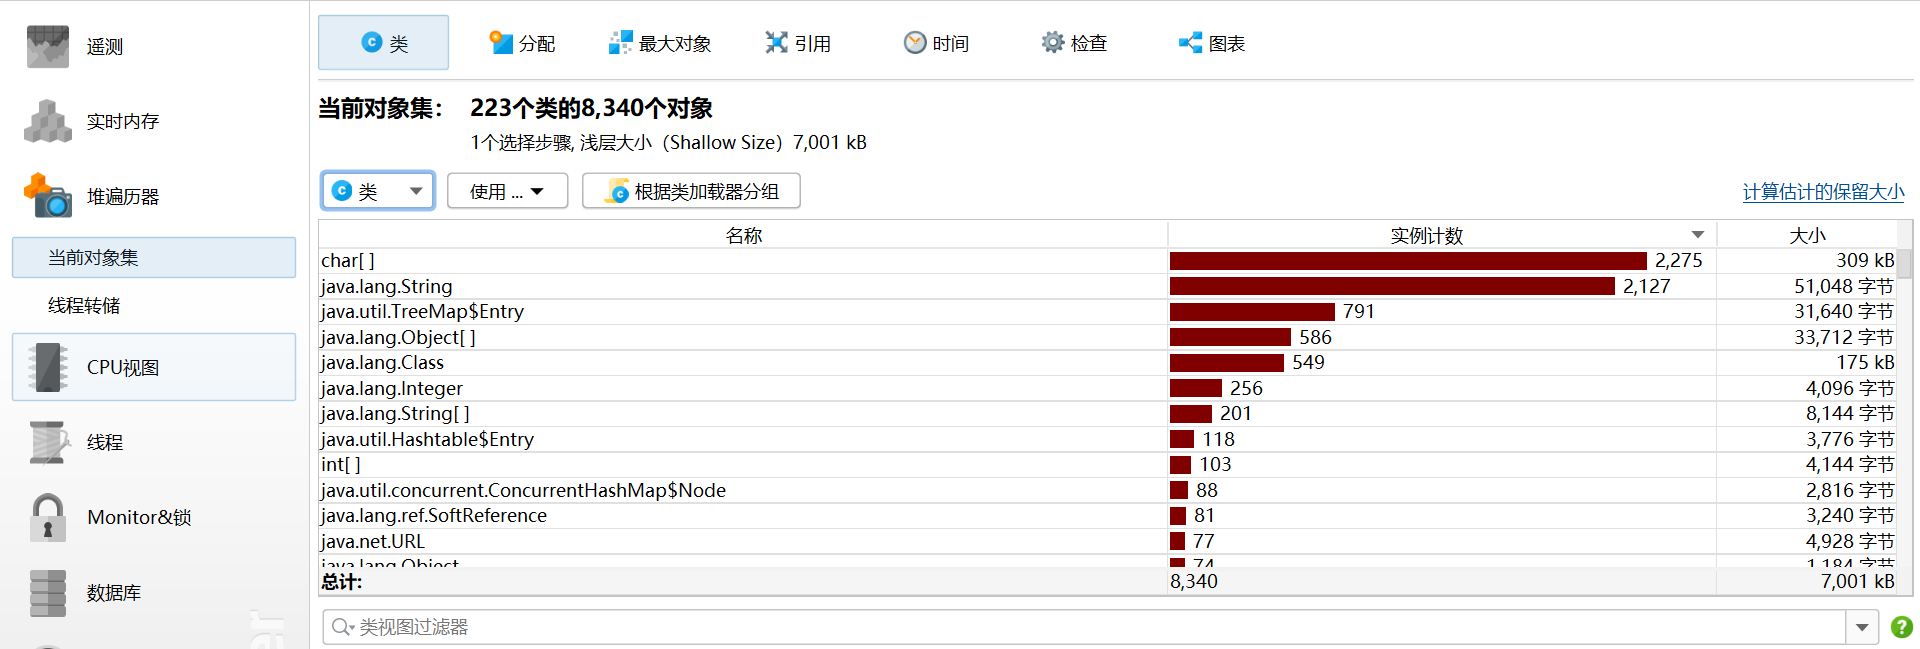 遥测
实时内存
堆遍历器
当前对象集
线程转储
CPU视图
线程
Monitor&锁
数据库
类 分配 最大对象 引用 时间 检查 图表
当前对象集： 223个类的8,340个对象
1个选择步骤, 浅层大小（Shallow Size）7,001 kB
类 使用 ... 根据类加载器分组 计算估计的保留大小
名称 实例计数 大小
char[ ] 2,275 309 kB
java.lang.String 2,127 51,048 字节
java.util.TreeMap$Entry 791 31,640 字节
java.lang.Object[ ] 586 33,712 字节
java.lang.Class 549 175 kB
java.lang.Integer 256 4,096 字节
java.lang.String[ ] 201 8,144 字节
java.util.Hashtable$Entry 118 3,776 字节
int[ ] 103 4,144 字节
java.util.concurrent.ConcurrentHashMap$Node 88 2,816 字节
java.lang.ref.SoftReference 81 3,240 字节
java.net.URL 77 4,928 字节
java.lang.Object 74 1,184 字节
总计: 8,340 7,001 kB
类视图过滤器